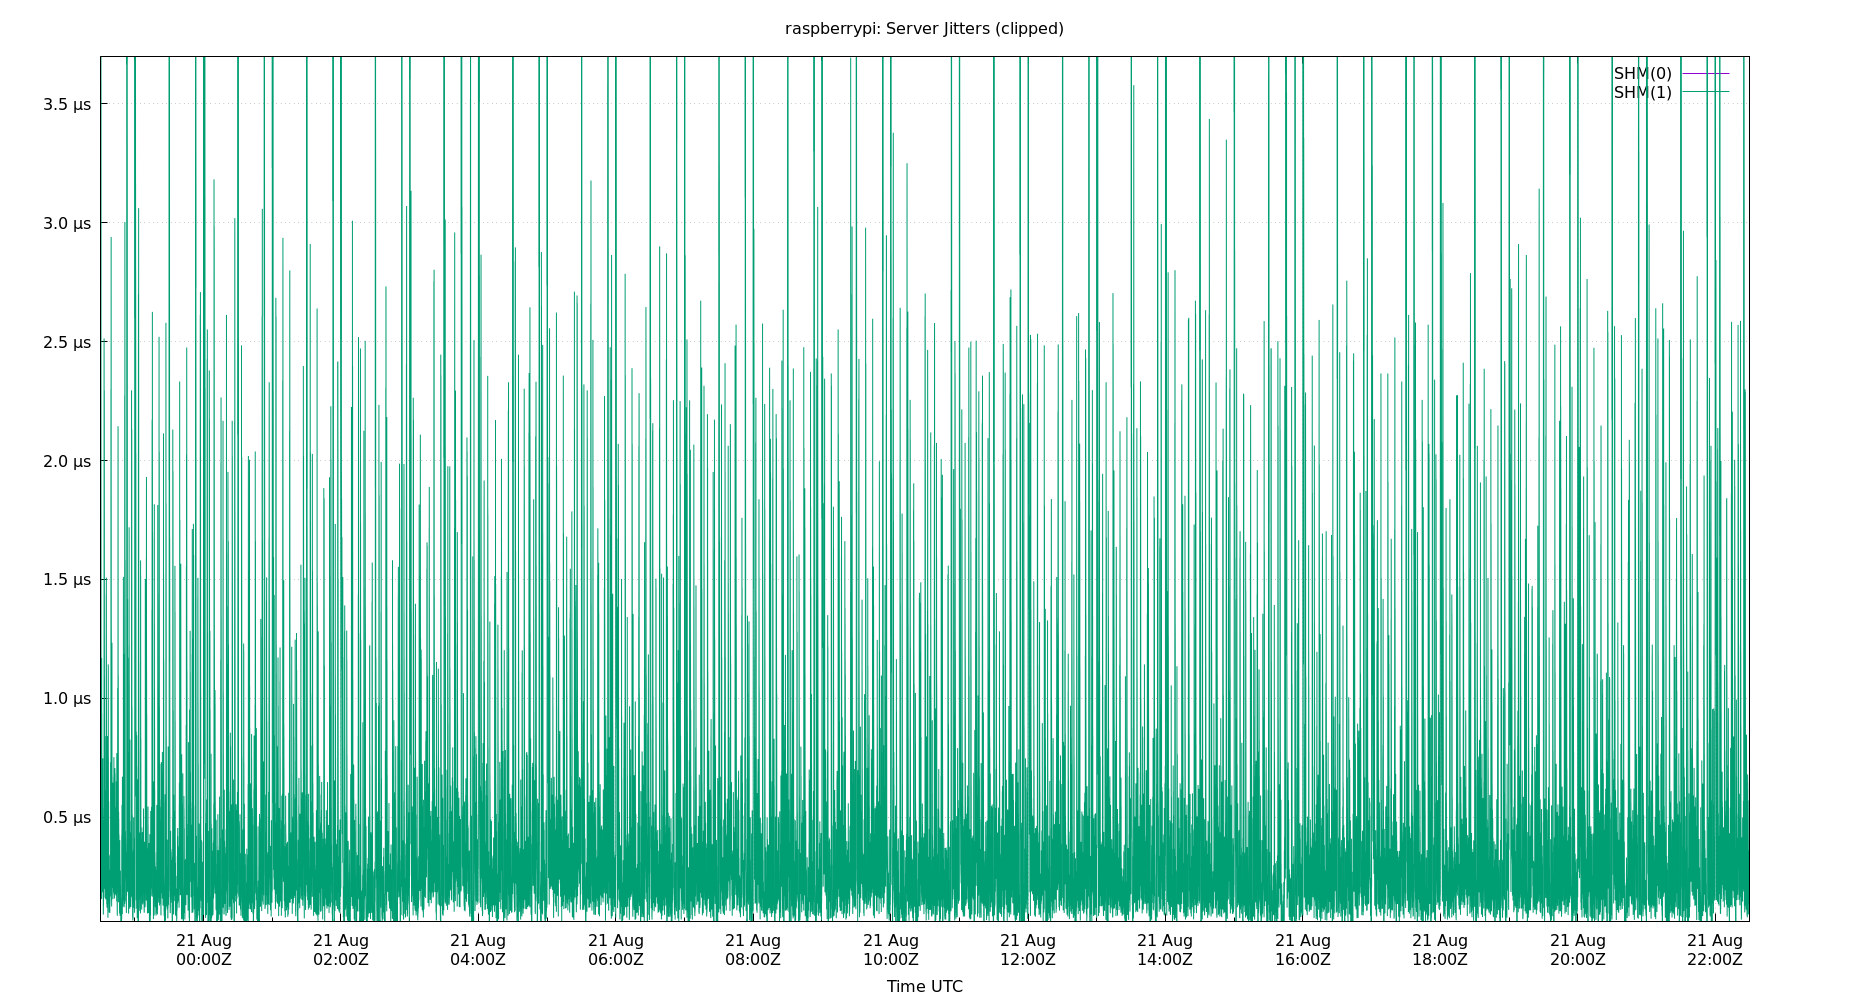 raspberrypi: Server Jitters (clipped)
SHM(0)
SHM(1)
3.5 µs
3.0 µs
2.5 µs
2.0 µs
1.5 µs
1.0 µs
0.5 µs
21 Aug 21 Aug 21 Aug 21 Aug 21 Aug 21 Aug 21 Aug 21 Aug 21 Aug 21 Aug 21 Aug 21 Aug
00:00Z 02:00Z 04:00Z 06:00Z 08:00Z 10:00Z 12:00Z 14:00Z 16:00Z 18:00Z 20:00Z 22:00Z
Time UTC